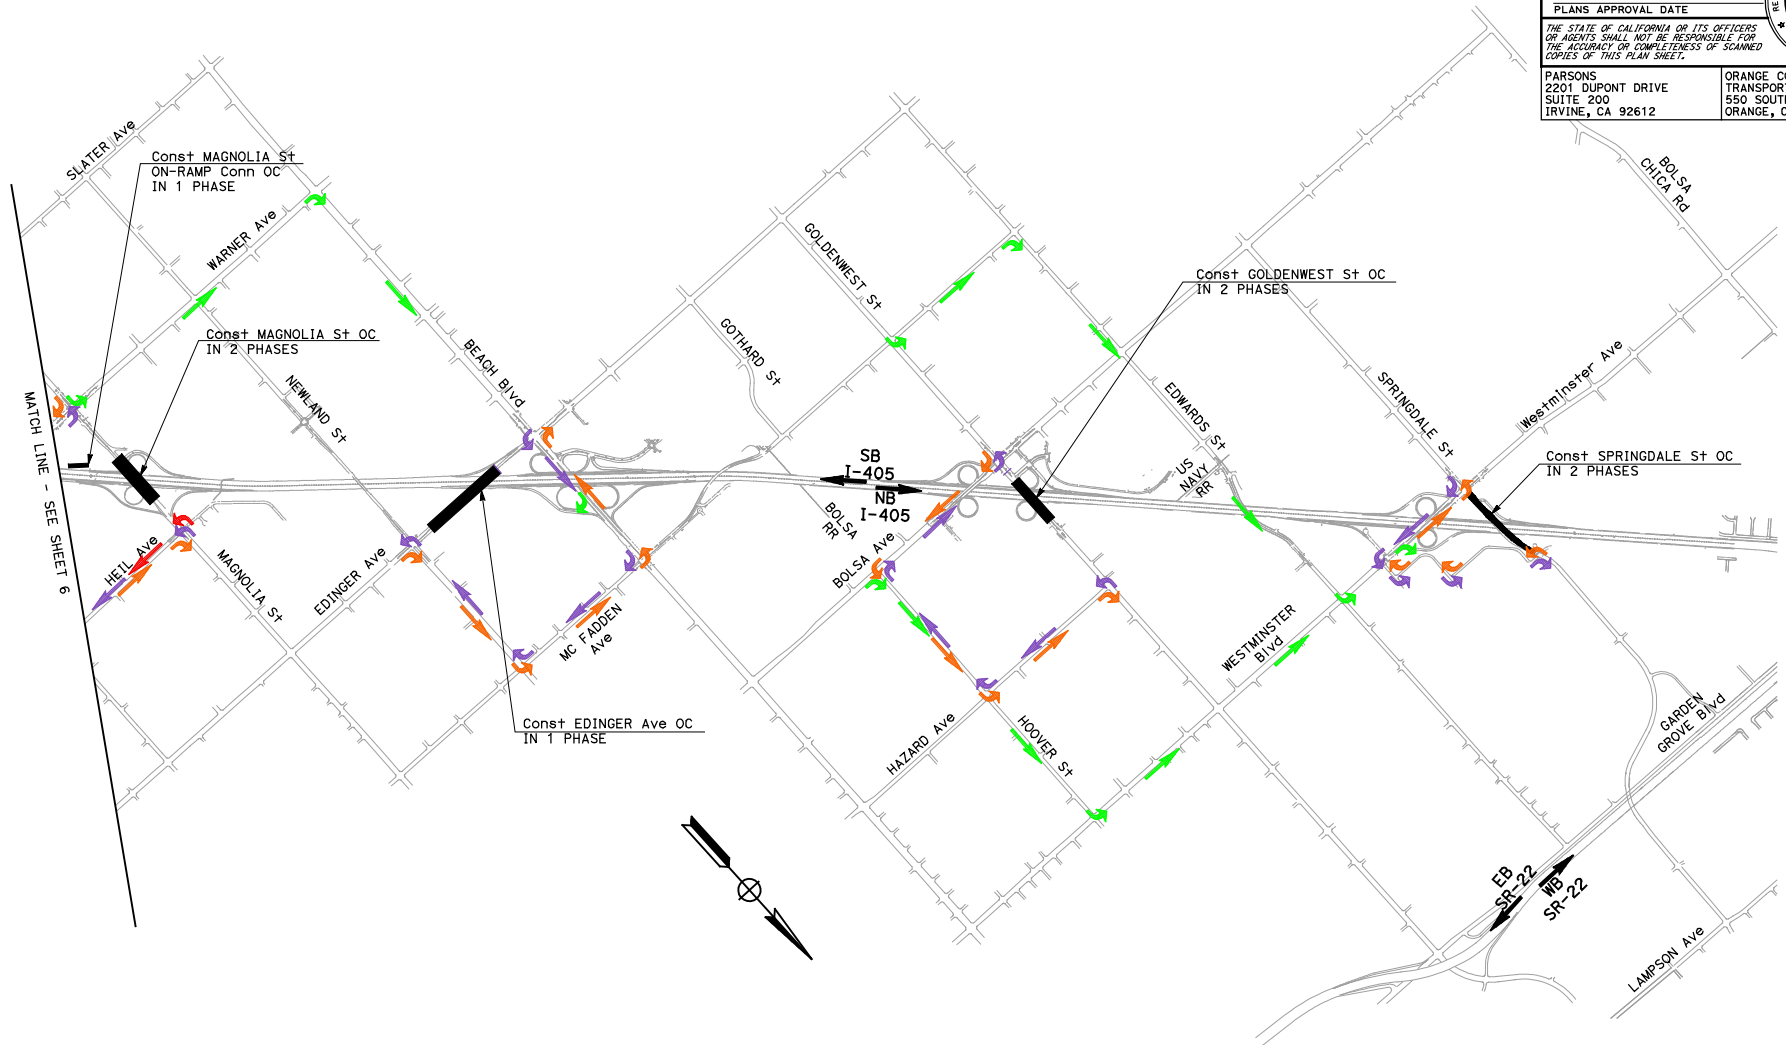 PLANS APPROVAL DATE
THE STATE OF CALIFORNIA OR ITS OFFICERS
OR AGENTS SHALL NOT BE RESPONSIBLE FOR
THE ACCURACY OR COMPLETENESS OF SCANNED
COPIES OF THIS PLAN SHEET.
PARSONS
2201 DUPONT DRIVE
SUITE 200
IRVINE, CA 92612
ORANGE
550
ORANGE,
SLATER Ave
Const MAGNOLIA St
ON-RAMP Conn OC
IN 1 PHASE
WARNER Ave
Const MAGNOLIA St OC
IN 2 PHASES
NEWLAND St
BEACH Blvd
GOTHARD St
GOLDENWEST St
Const GOLDENWEST St OC
IN 2 PHASES
BOLSA
CHICA Rd
EDWARDS St
SPRINGDALE St
Westminster Ave
Const SPRINGDALE St OC
IN 2 PHASES
MATCH LINE - SEE SHEET 6
SB
I-405
NB
I-405
US
NAVY
RR
BOLSA
RR
HEIL Ave
MAGNOLIA St
EDINGER Ave
MC FADDEN
Ave
BOLSA Ave
WESTMINSTER
Blvd
HAZARD Ave
HOOVER St
Const EDINGER Ave OC
IN 1 PHASE
GARDEN
GROVE Blvd
EB
SR-22
WB
SR-22
LAMPSON Ave